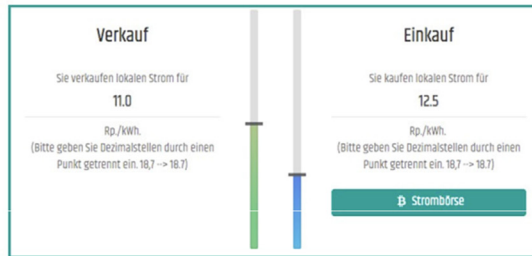 Verkauf
Sie verkaufen lokalen Strom für
11.0
Rp./kWh.
(Bitte geben Sie Dezimalstellen durch einen
Punkt getrennt ein. 18,7 --> 18.7)
Einkauf
Sie kaufen lokalen Strom für
12.5
Rp./kWh.
(Bitte geben Sie Dezimalstellen durch einen
Punkt getrennt ein. 18,7 --> 18.7)
Strombörse